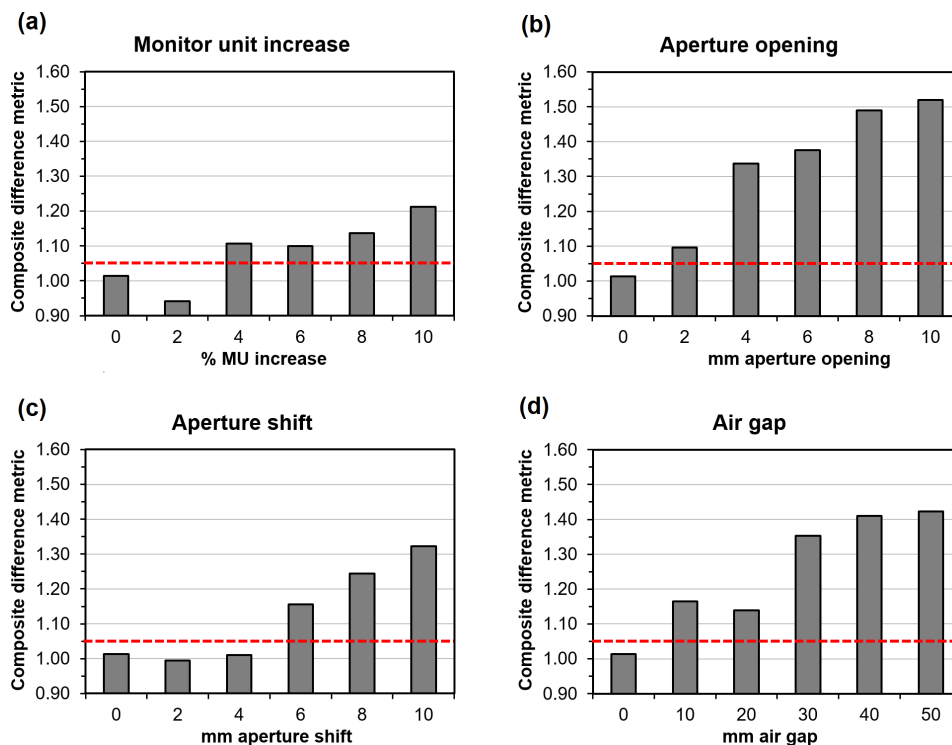 (a)
Monitor unit increase
Composite difference metric
1.60
1.50
1.40
1.30
1.20
1.10
1.00
0.90
0 2 4 6 8 10
% MU increase
(b)
Aperture opening
Composite difference metric
1.60
1.50
1.40
1.30
1.20
1.10
1.00
0.90
0 2 4 6 8 10
mm aperture opening
(c)
Aperture shift
Composite difference metric
1.60
1.50
1.40
1.30
1.20
1.10
1.00
0.90
0 2 4 6 8 10
mm aperture shift
(d)
Air gap
Composite difference metric
1.60
1.50
1.40
1.30
1.20
1.10
1.00
0.90
0 10 20 30 40 50
mm air gap